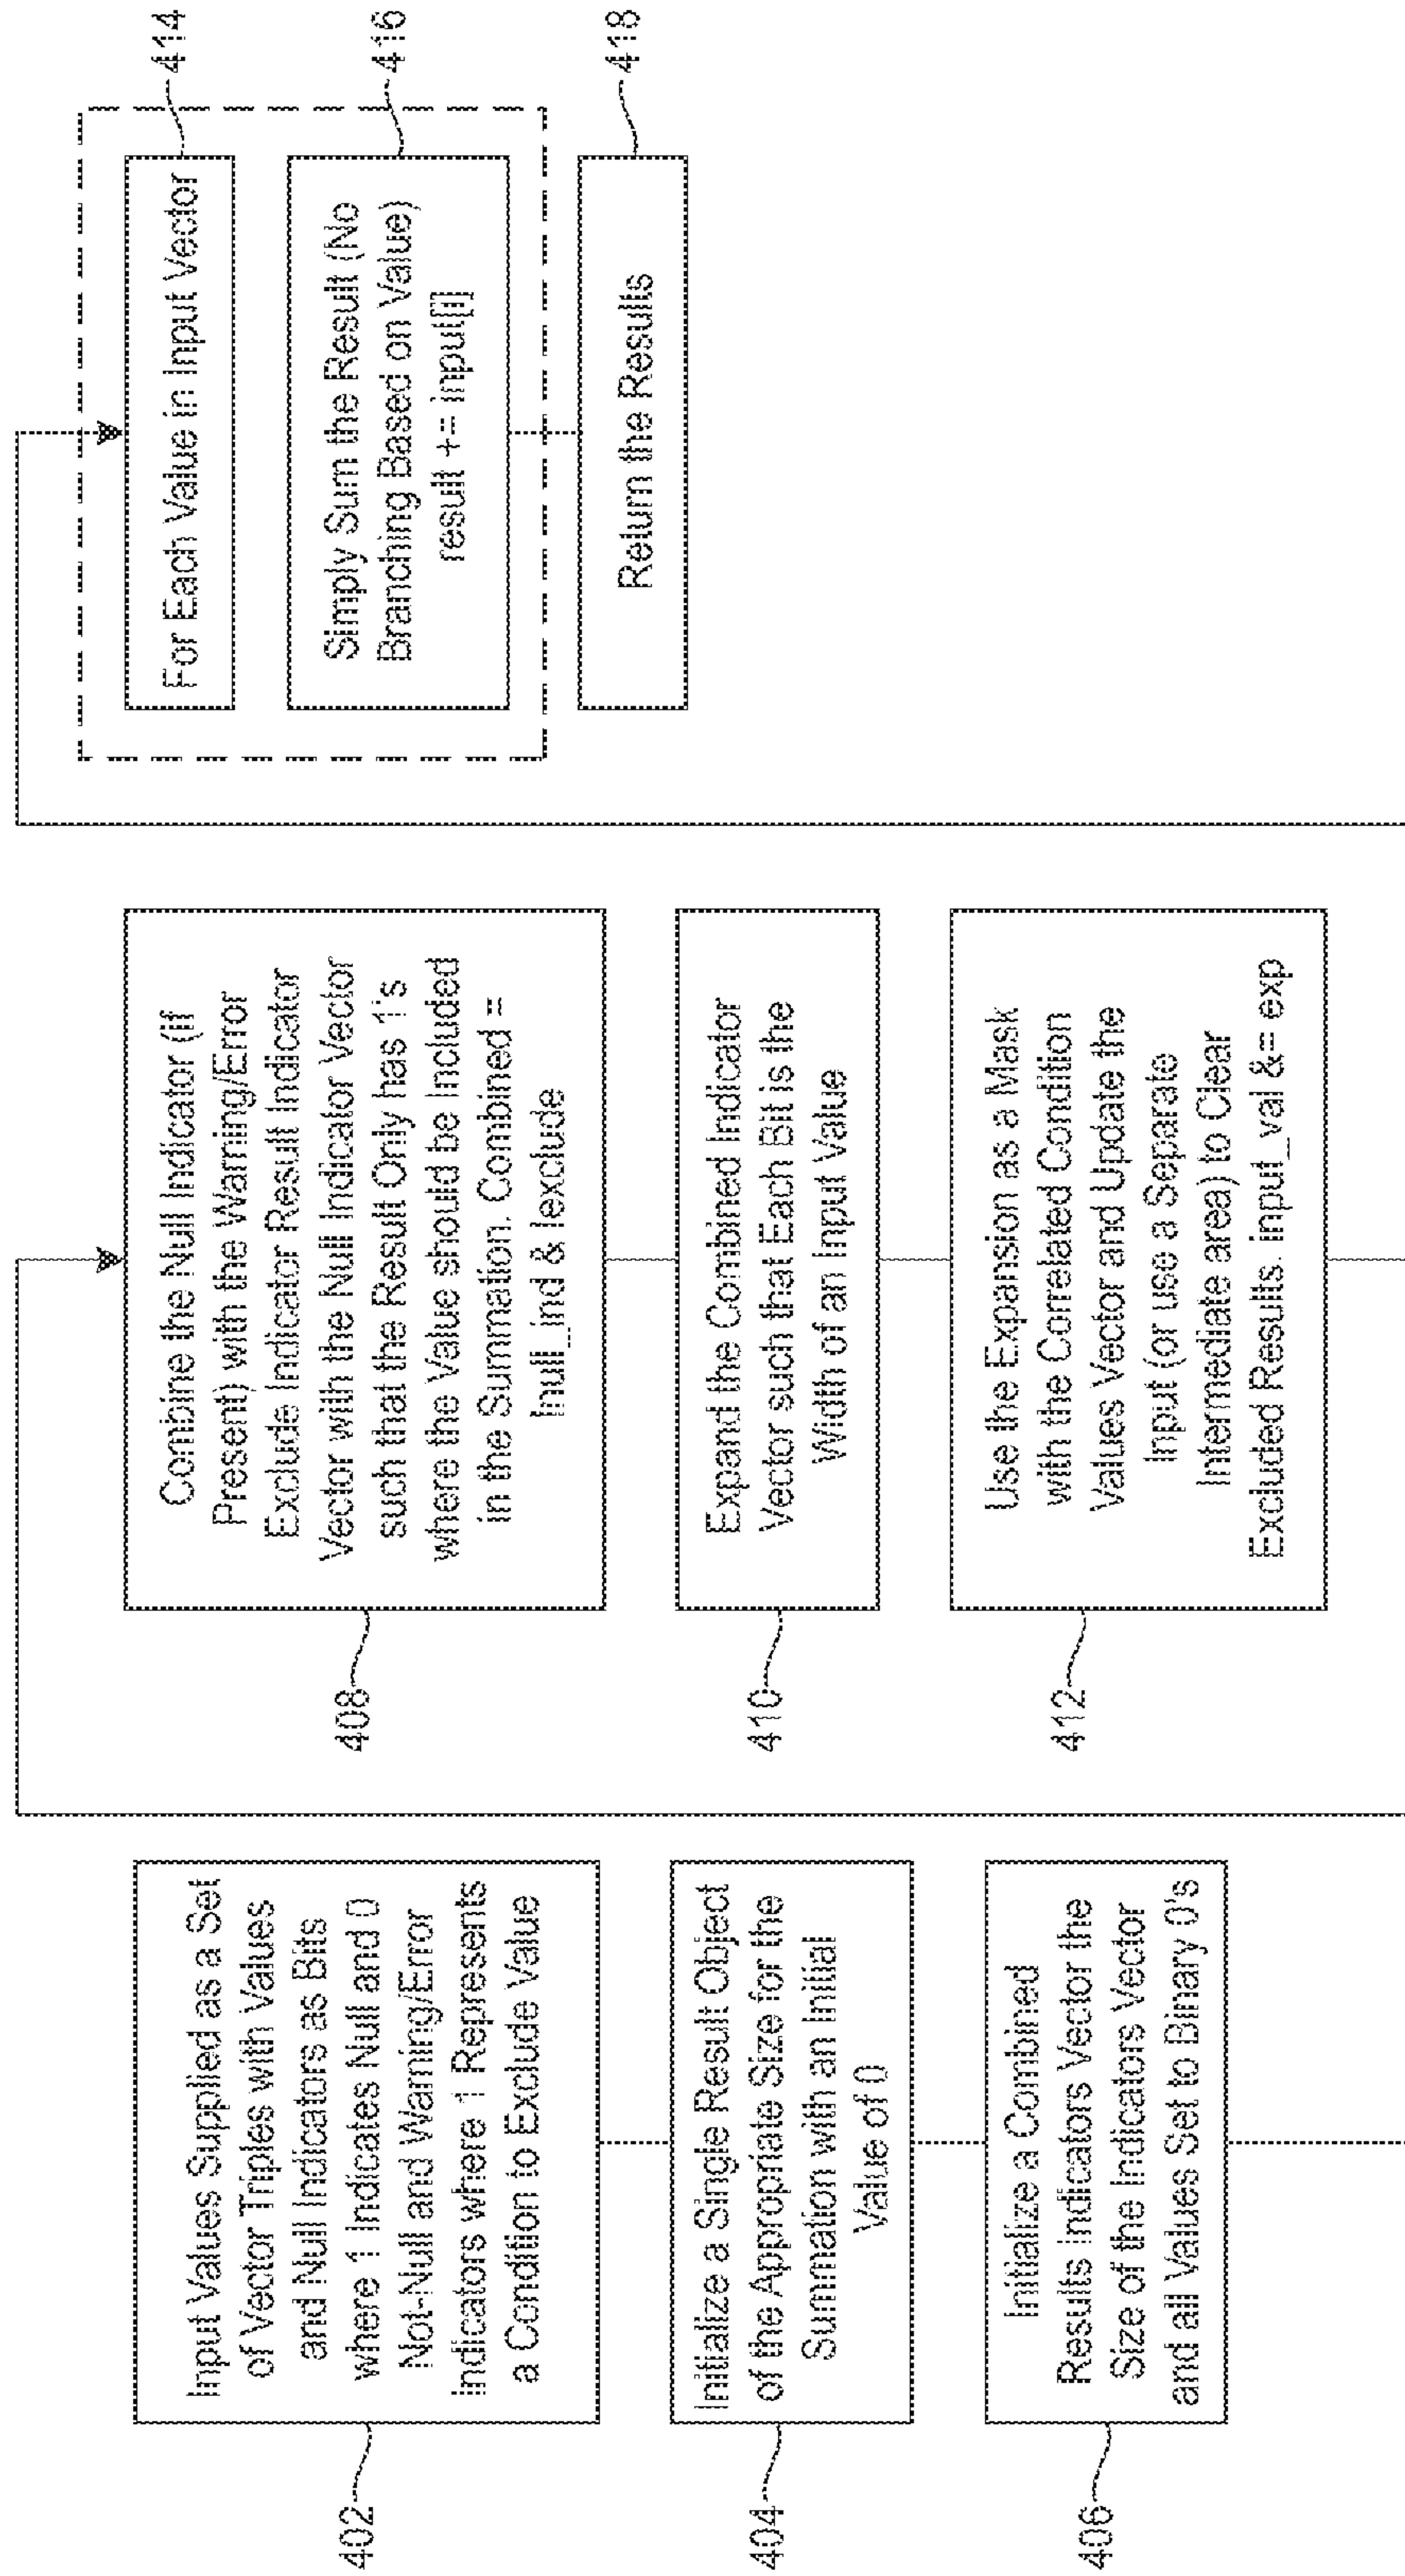 402
Input Values Supplied as a Set
of Vector Triples with Values
and Null Indicators as Bits
where 1 Indicates Null and 0
Not-Null and Warning/Error
Indicators where 1 Represents
a Condition to Exclude Value
404
Initialize a Single Result Object
of the Appropriate Size for the
Summation with an Initial
Value of 0
406
Initialize a Combined
Results Indicators Vector the
Size of the Indicators Vector
and all Values Set to Binary 0's
408
Combine the Null Indicator (if
Present) with the Warning/Error
Exclude Indicator Result Indicator
Vector with the Null Indicator Vector
such that the Result Only has 1's
where the Value should be Included
in the Summation. Combined =
!null_ind & !exclude
410
Expand the Combined Indicator
Vector such that Each Bit is the
Width of an Input Value
412
Use the Expansion as a Mask
with the Correlated Condition
Values Vector and Update the
Input (or use a Separate
Intermediate area) to Clear
Excluded Results. input_val &= exp
414
For Each Value in Input Vector
416
Simply Sum the Result (No
Branching Based on Value)
result += input[i]
418
Return the Results